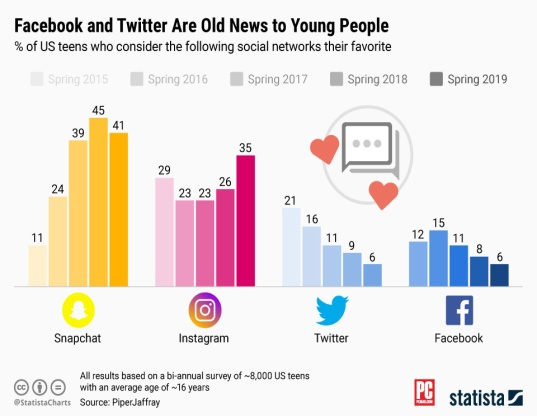 Facebook and Twitter Are Old News to Young People
% of US teens who consider the following social networks their favorite
Spring 2015 Spring 2016 Spring 2017 Spring 2018 Spring 2019
11 24 39 45 41
29 23 23 26 35
21 16 11 9 6
12 15 11 8 6
Snapchat Instagram Twitter Facebook
All results based on a bi-annual survey of ~8,000 US teens
with an average age of ~16 years
@StatistaCharts Source: PiperJaffray
PC
statista